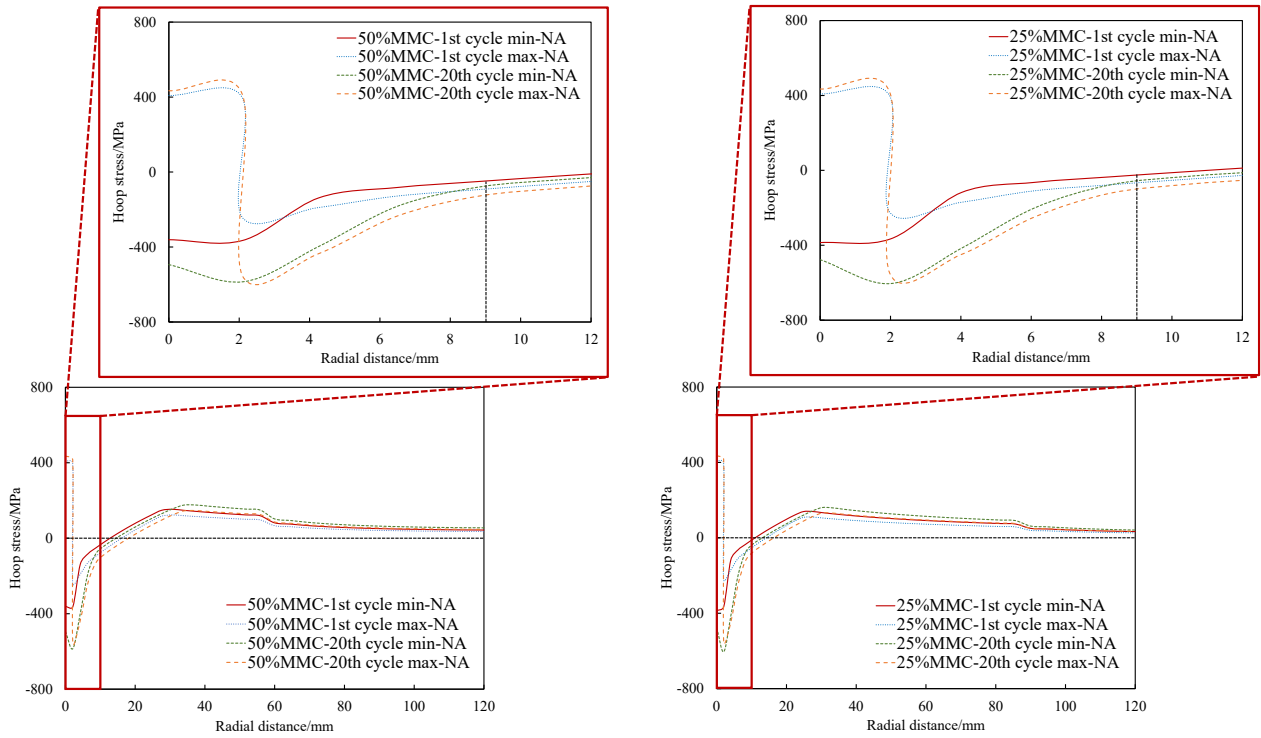 800
400
0
-400
-800
Hoop stress/MPa
50%MMC-1st cycle min-NA
50%MMC-1st cycle max-NA
50%MMC-20th cycle min-NA
50%MMC-20th cycle max-NA
0 2 4 6 8 10 12
Radial distance/mm
800
400
0
-400
-800
Hoop stress/MPa
25%MMC-1st cycle min-NA
25%MMC-1st cycle max-NA
25%MMC-20th cycle min-NA
25%MMC-20th cycle max-NA
0 2 4 6 8 10 12
Radial distance/mm
800
400
0
-400
-800
Hoop stress/MPa
50%MMC-1st cycle min-NA
50%MMC-1st cycle max-NA
50%MMC-20th cycle min-NA
50%MMC-20th cycle max-NA
0 20 40 60 80 100 120
Radial distance/mm
800
400
0
-400
-800
Hoop stress/MPa
25%MMC-1st cycle min-NA
25%MMC-1st cycle max-NA
25%MMC-20th cycle min-NA
25%MMC-20th cycle max-NA
0 20 40 60 80 100 120
Radial distance/mm